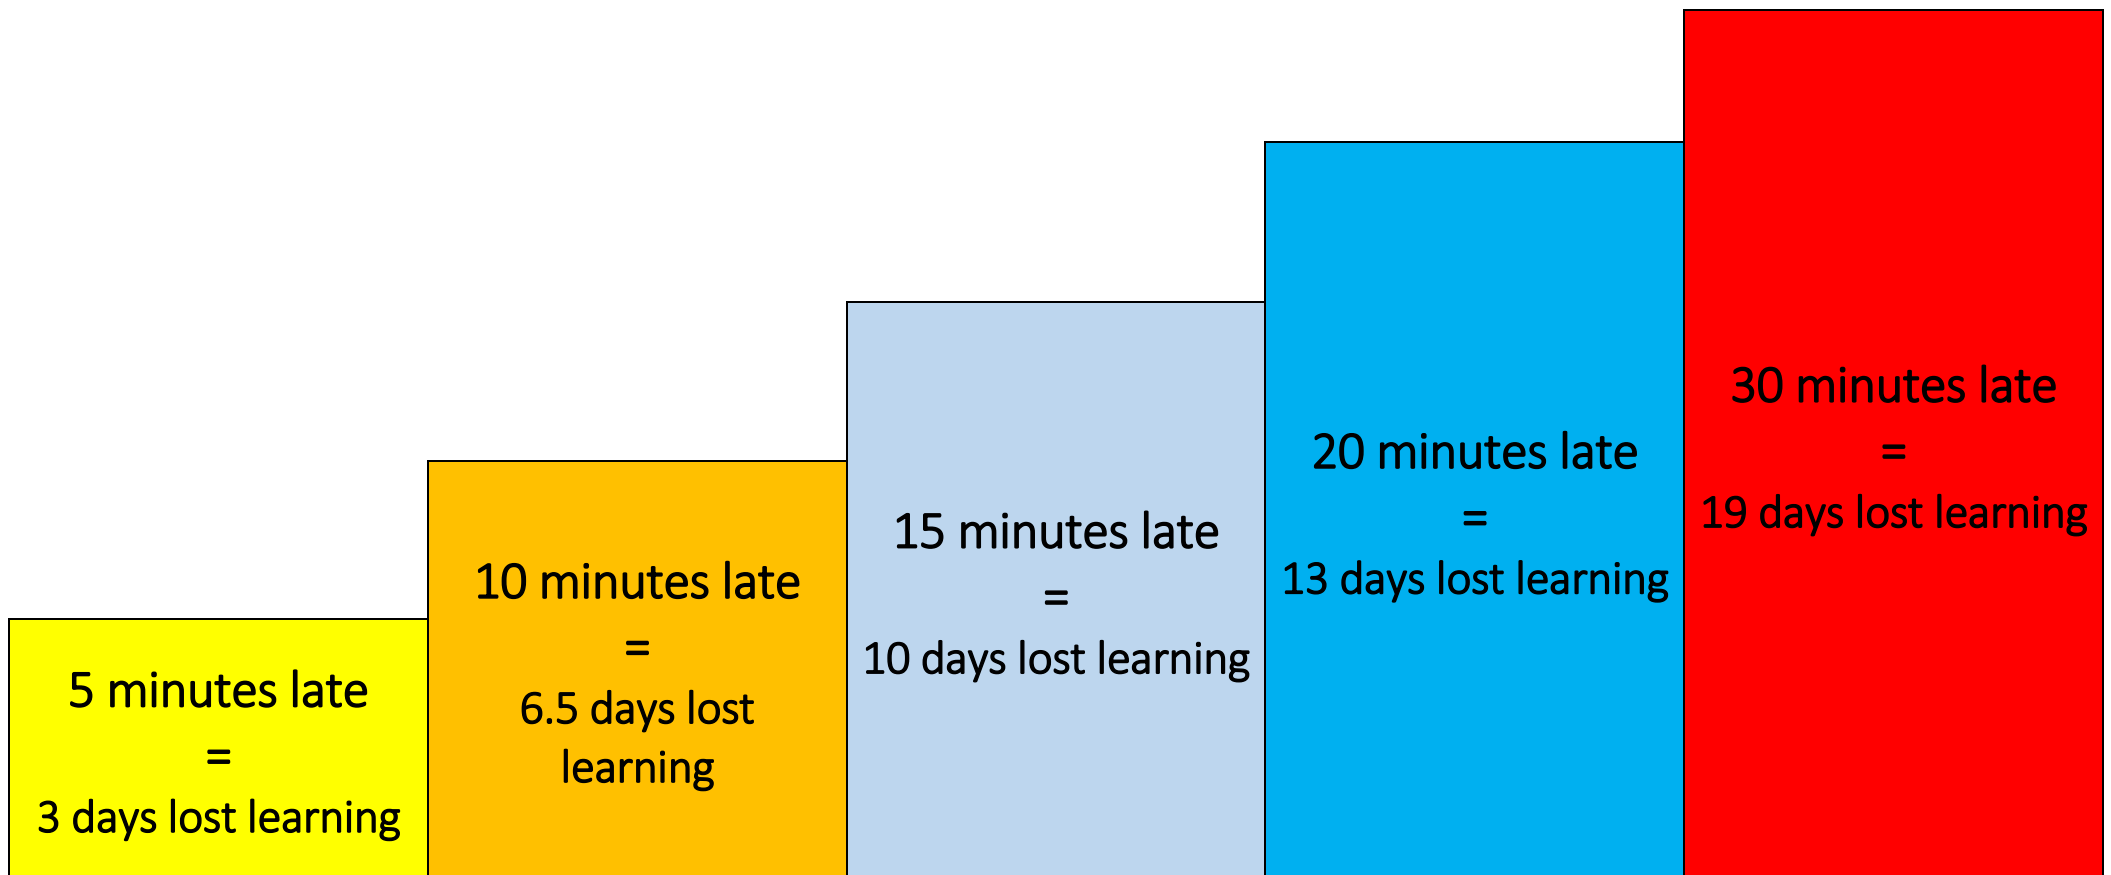 5 minutes late
=
3 days lost learning
10 minutes late
=
6.5 days lost
learning
15 minutes late
=
10 days lost learning
20 minutes late
=
13 days lost learning
30 minutes late
=
19 days lost learning